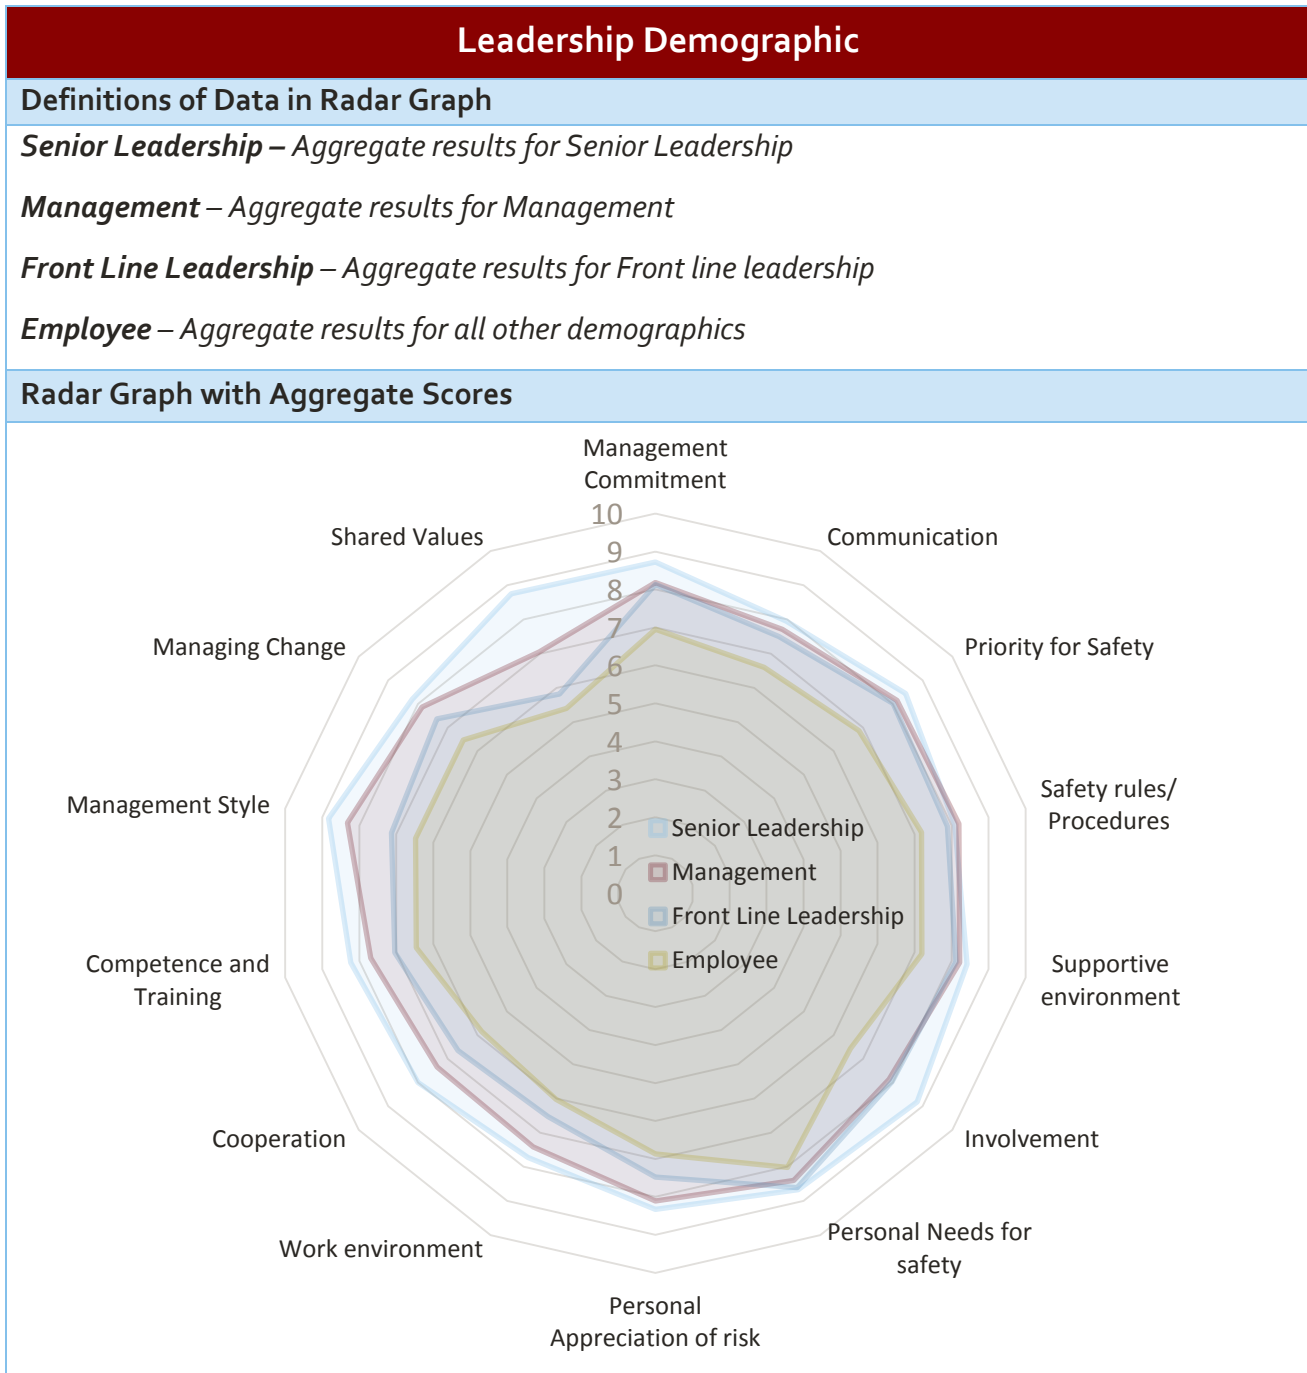 Leadership Demographic
Definitions of Data in Radar Graph
Senior Leadership – Aggregate results for Senior Leadership
Management – Aggregate results for Management
Front Line Leadership – Aggregate results for Front line leadership
Employee – Aggregate results for all other demographics
Radar Graph with Aggregate Scores
Management
Commitment
Communication
Priority for Safety
Safety rules/
Procedures
Supportive
environment
Involvement
Personal Needs for
safety
Personal
Appreciation of risk
Work environment
Cooperation
Competence and
Training
Management Style
Managing Change
Shared Values
10
9
8
7
6
5
4
3
2
1
0
Senior Leadership
Management
Front Line Leadership
Employee